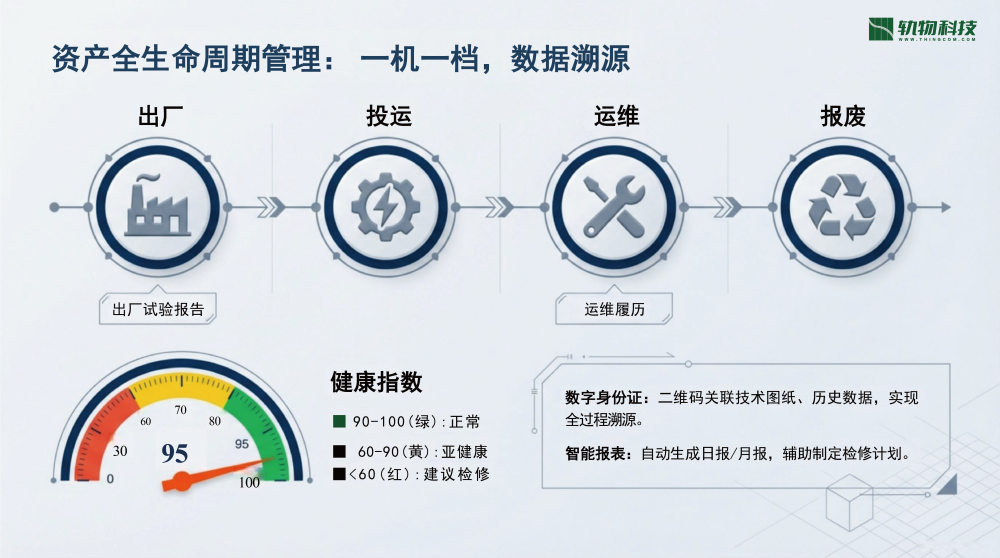 轨物科技
WWW.THINGCOM.COM
资产全生命周期管理： 一机一档，数据溯源
出厂
投运
运维
报废
出厂试验报告
运维履历
0
30
60
70
80
95
100
95
健康指数
90-100(绿):正常
60-90(黄):亚健康
<60(红):建议检修
数字身份证：二维码关联技术图纸、历史数据，实现
全过程溯源。
智能报表：自动生成日报/月报，辅助制定检修计划。